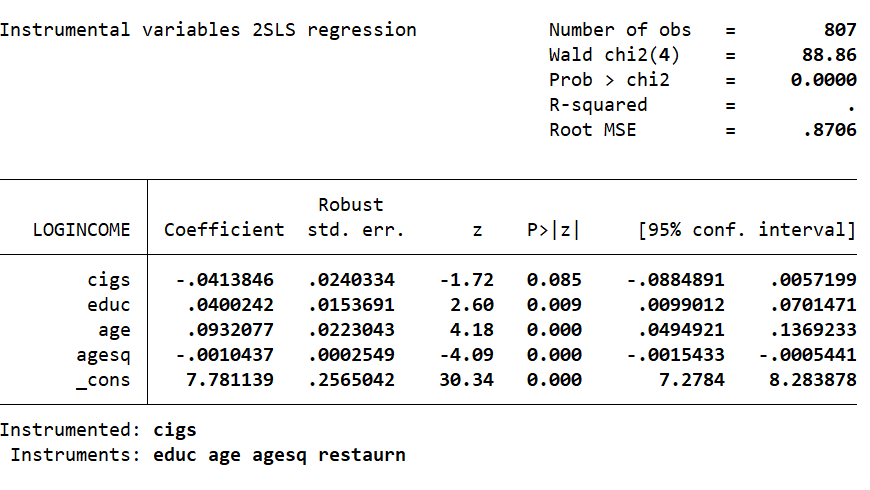 Instrumental variables 2SLS regression Number of obs = 807
Wald chi2(4) = 88.86
Prob > chi2 = 0.0000
R-squared = .
Root MSE = .8706
Robust
LOGINCOME Coefficient std. err. z P>|z| [95% conf. interval]
cigs -.0413846 .0240334 -1.72 0.085 -.0884891 .0057199
educ .0400242 .0153691 2.60 0.009 .0099012 .0701471
age .0932077 .0223043 4.18 0.000 .0494921 .1369233
agesq -.0010437 .0002549 -4.09 0.000 -.0015433 -.0005441
_cons 7.781139 .2565042 30.34 0.000 7.2784 8.283878
Instrumented: cigs
Instruments: educ age agesq restaurn